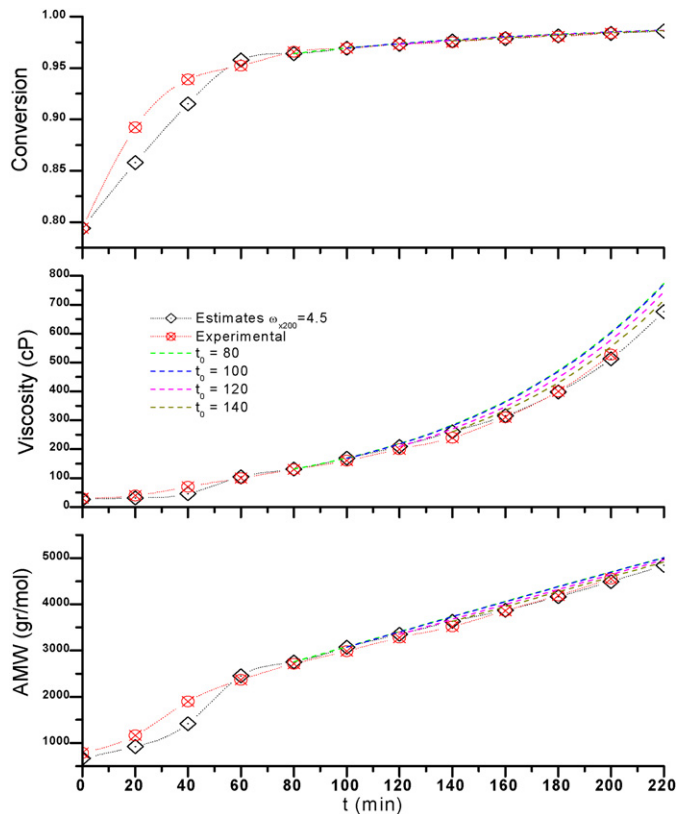 1.00
0.95
0.90
0.85
0.80
Conversion
800
700
600
500
400
300
200
100
0
Viscosity (cP)
Estimates ωₓ₂₀₀=4.5
Experimental
t₀ = 80
t₀ = 100
t₀ = 120
t₀ = 140
5000
4000
3000
2000
1000
AMW (gr/mol)
0 20 40 60 80 100 120 140 160 180 200 220
t (min)